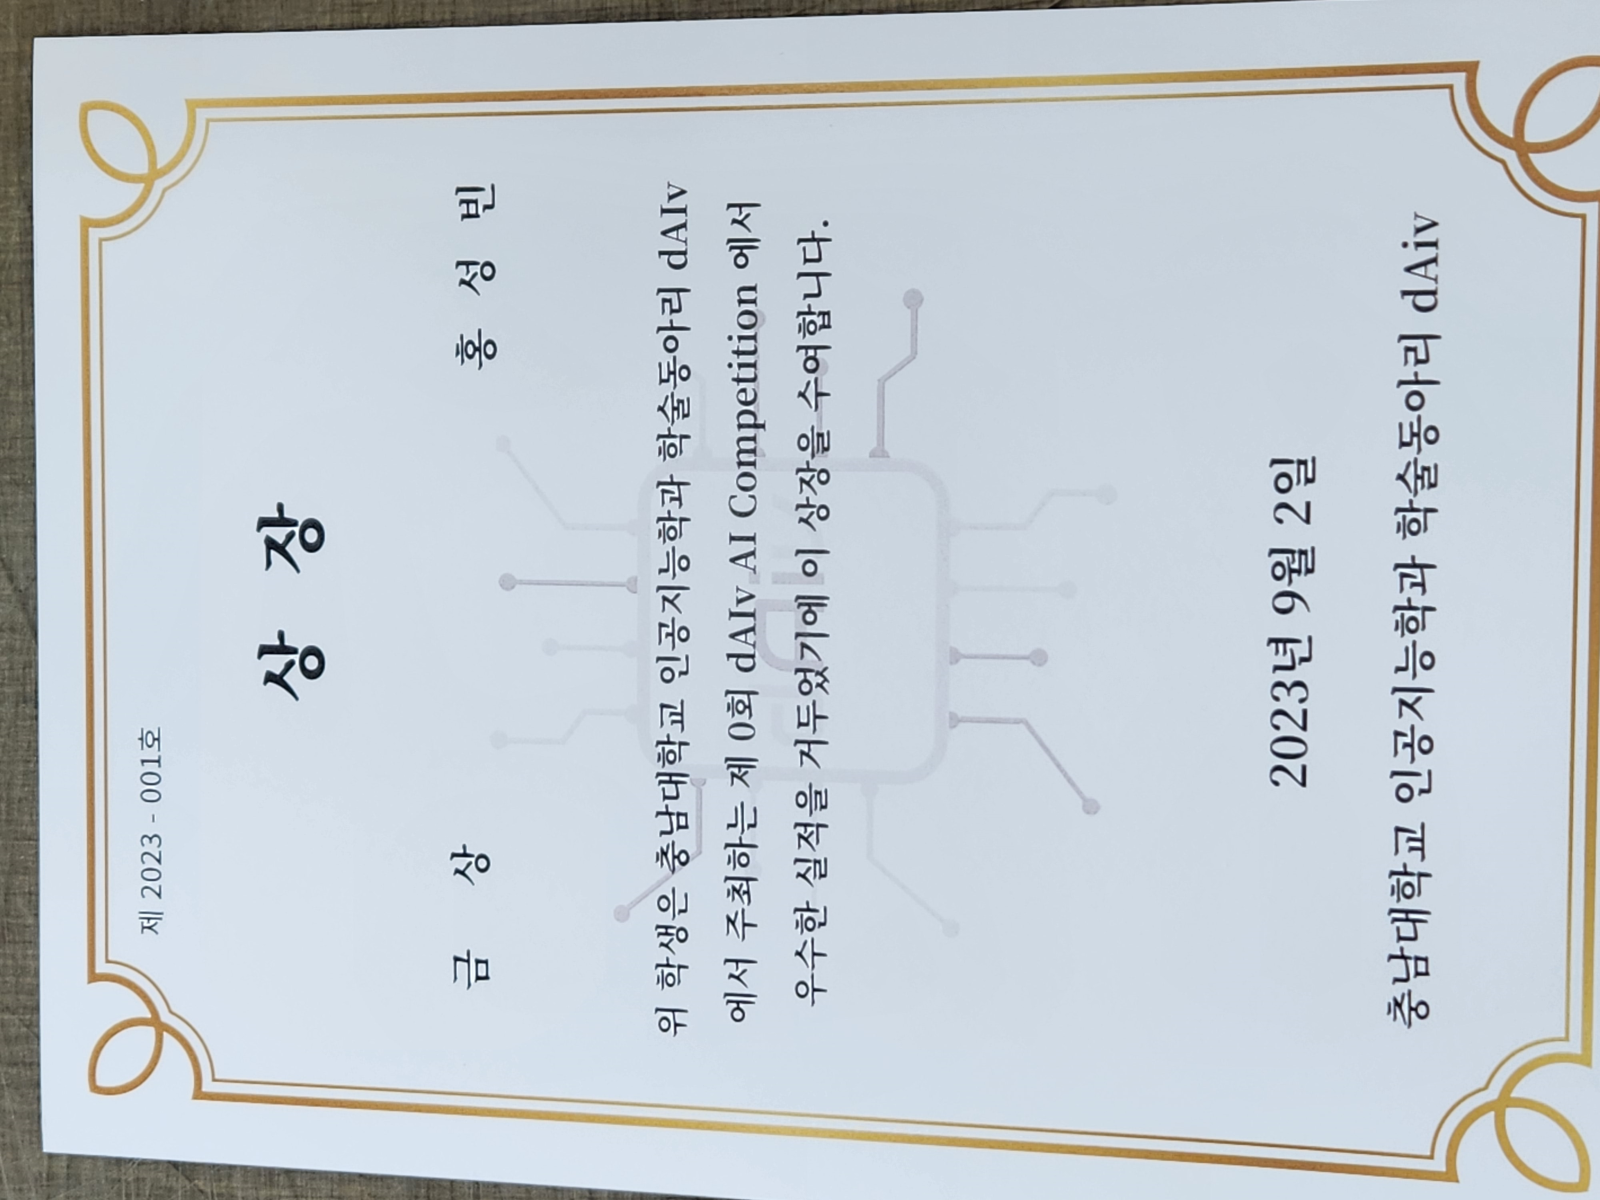 제 2023 - 001호
상 장
금 상 홍 성 빈
위 학생은 충남대학교 인공지능학과 학술동아리 dAIv
에서 주최하는 제 0회 dAIv AI Competition 에서
우수한 실적을 거두었기에 이 상장을 수여합니다.
2023년 9월 2일
충남대학교 인공지능학과 학술동아리 dAiv